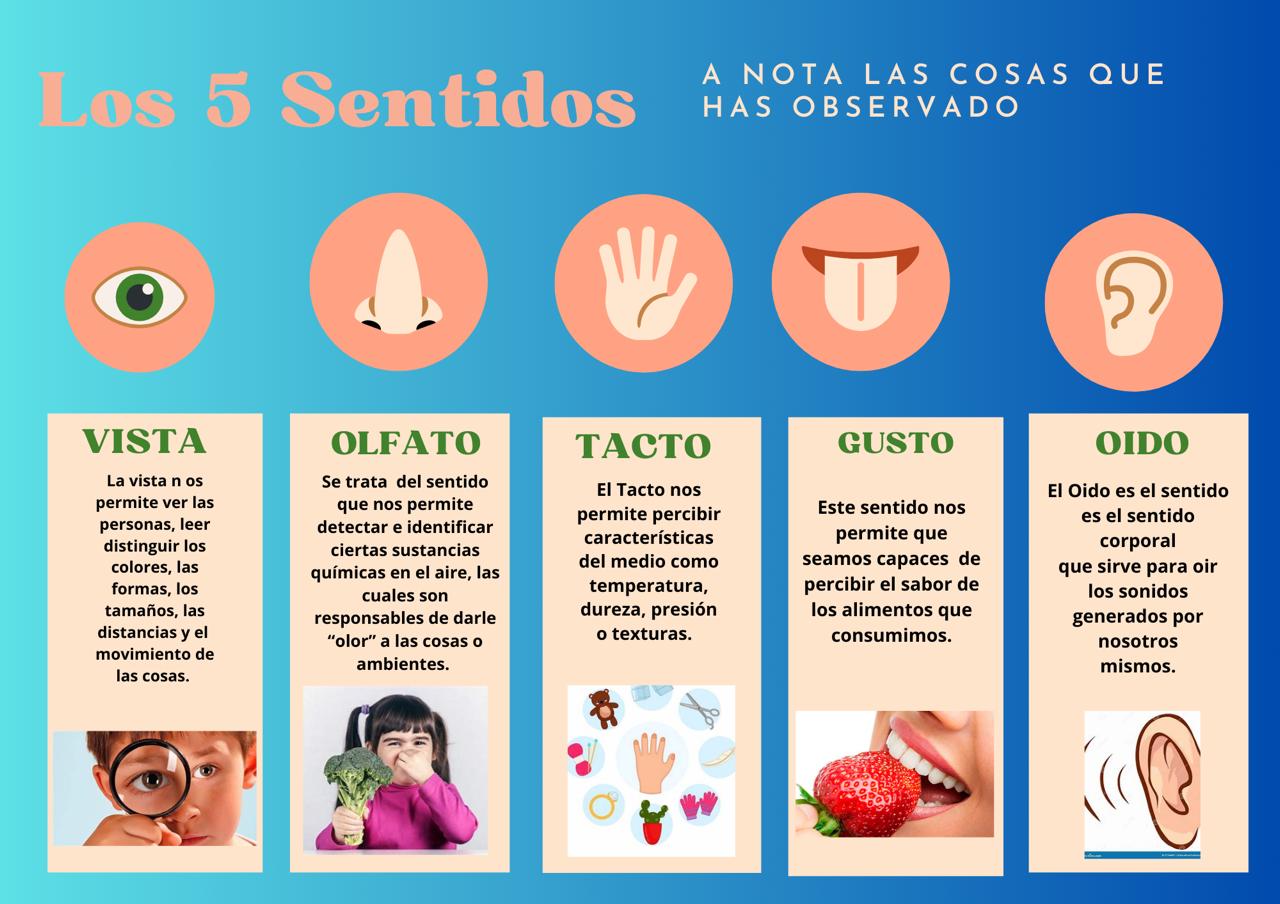 Los 5 Sentidos
A NOTA LAS COSAS QUE
HAS OBSERVADO
VISTA
La vista n os
permite ver las
personas, leer
distinguir los
colores, las
formas, los
tamaños, las
distancias y el
movimiento de
las cosas.
OLFATO
Se trata  del sentido
que nos permite
detectar e identificar
ciertas sustancias
químicas en el aire, las
cuales son
responsables de darle
“olor” a las cosas o
ambientes.
TACTO
El Tacto nos
permite percibir
características
del medio como
temperatura,
dureza, presión
o texturas.
GUSTO
Este sentido nos
permite que
seamos capaces  de
percibir el sabor de
los alimentos que
consumimos.
OIDO
El Oido es el sentido
es el sentido
corporal
que sirve para oir
los sonidos
generados por
nosotros
mismos.